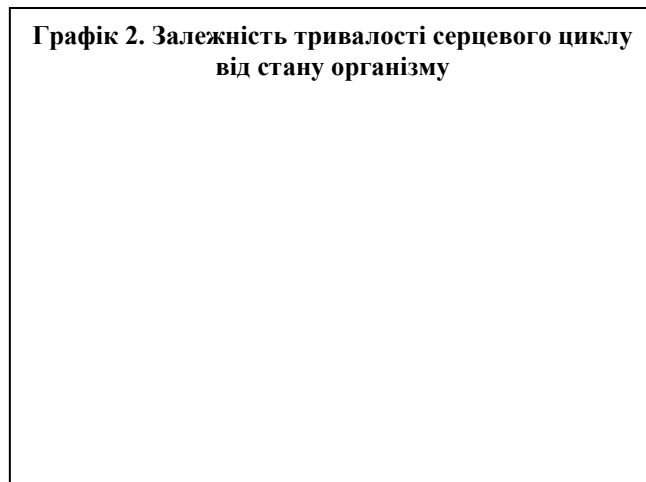 Графік 2. Залежність тривалості серцевого циклу
від стану організму